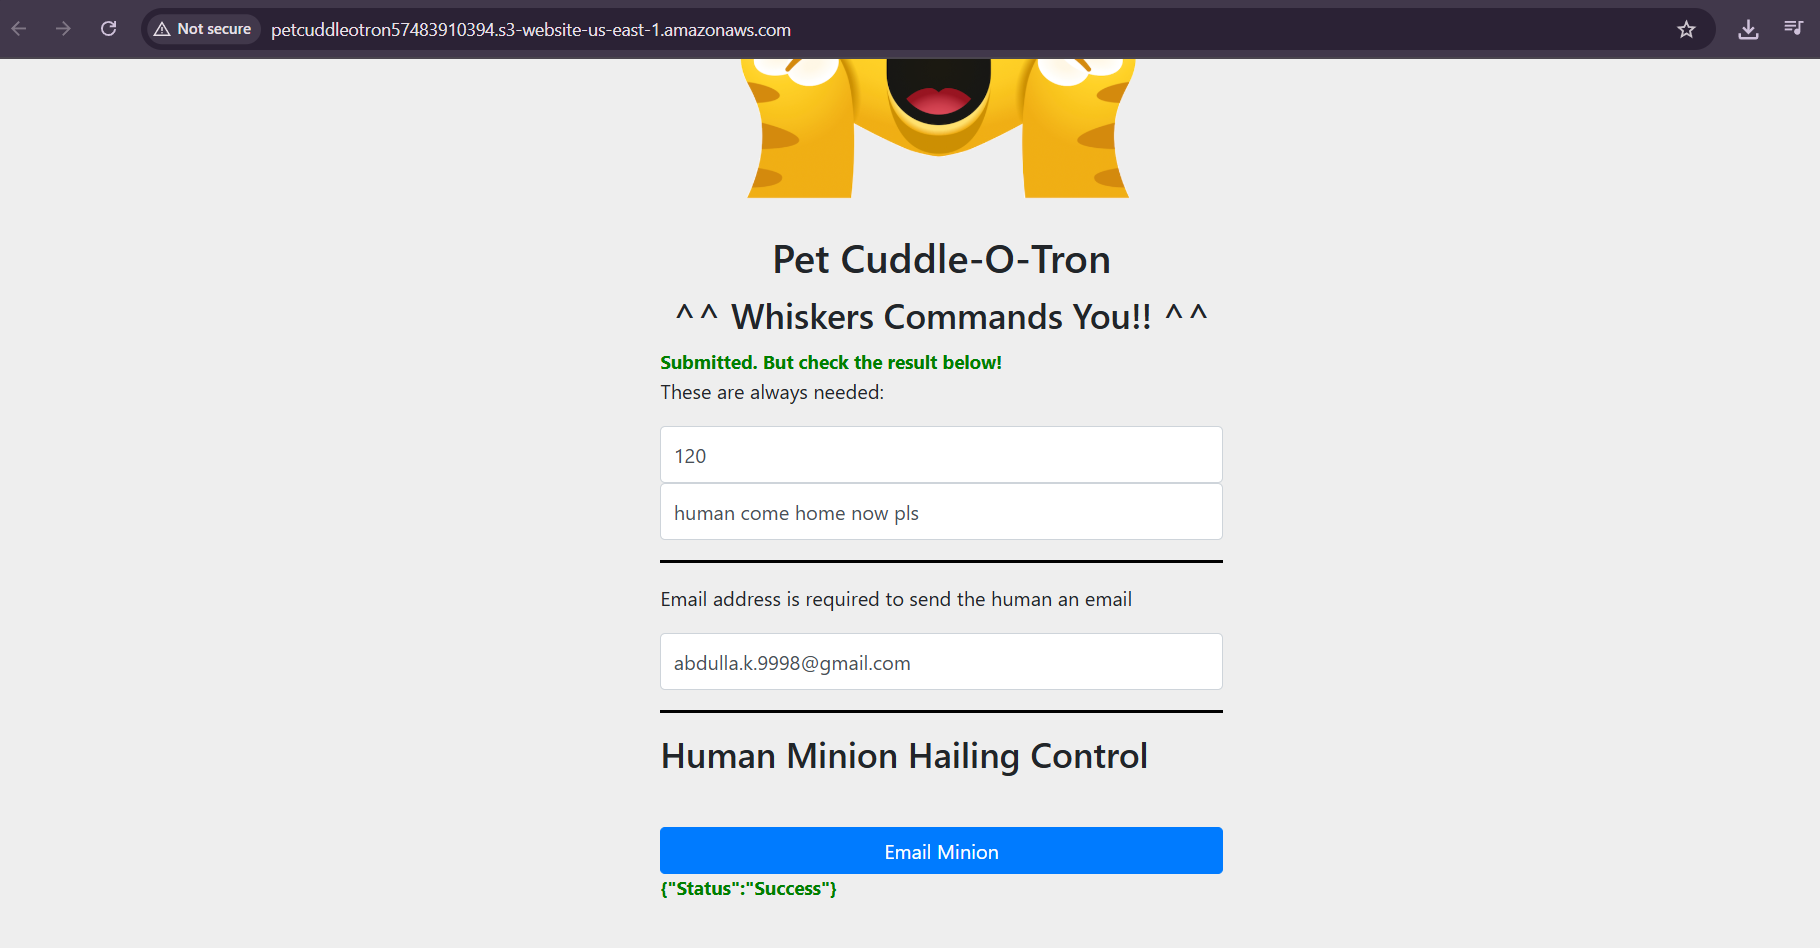 Not secure petcuddleotron57483910394.s3-website-us-east-1.amazonaws.com
Pet Cuddle-O-Tron
^^ Whiskers Commands You!! ^^
Submitted. But check the result below!
These are always needed:
120
human come home now pls
Email address is required to send the human an email
abdulla.k.9998@gmail.com
Human Minion Hailing Control
Email Minion
{"Status":"Success"}